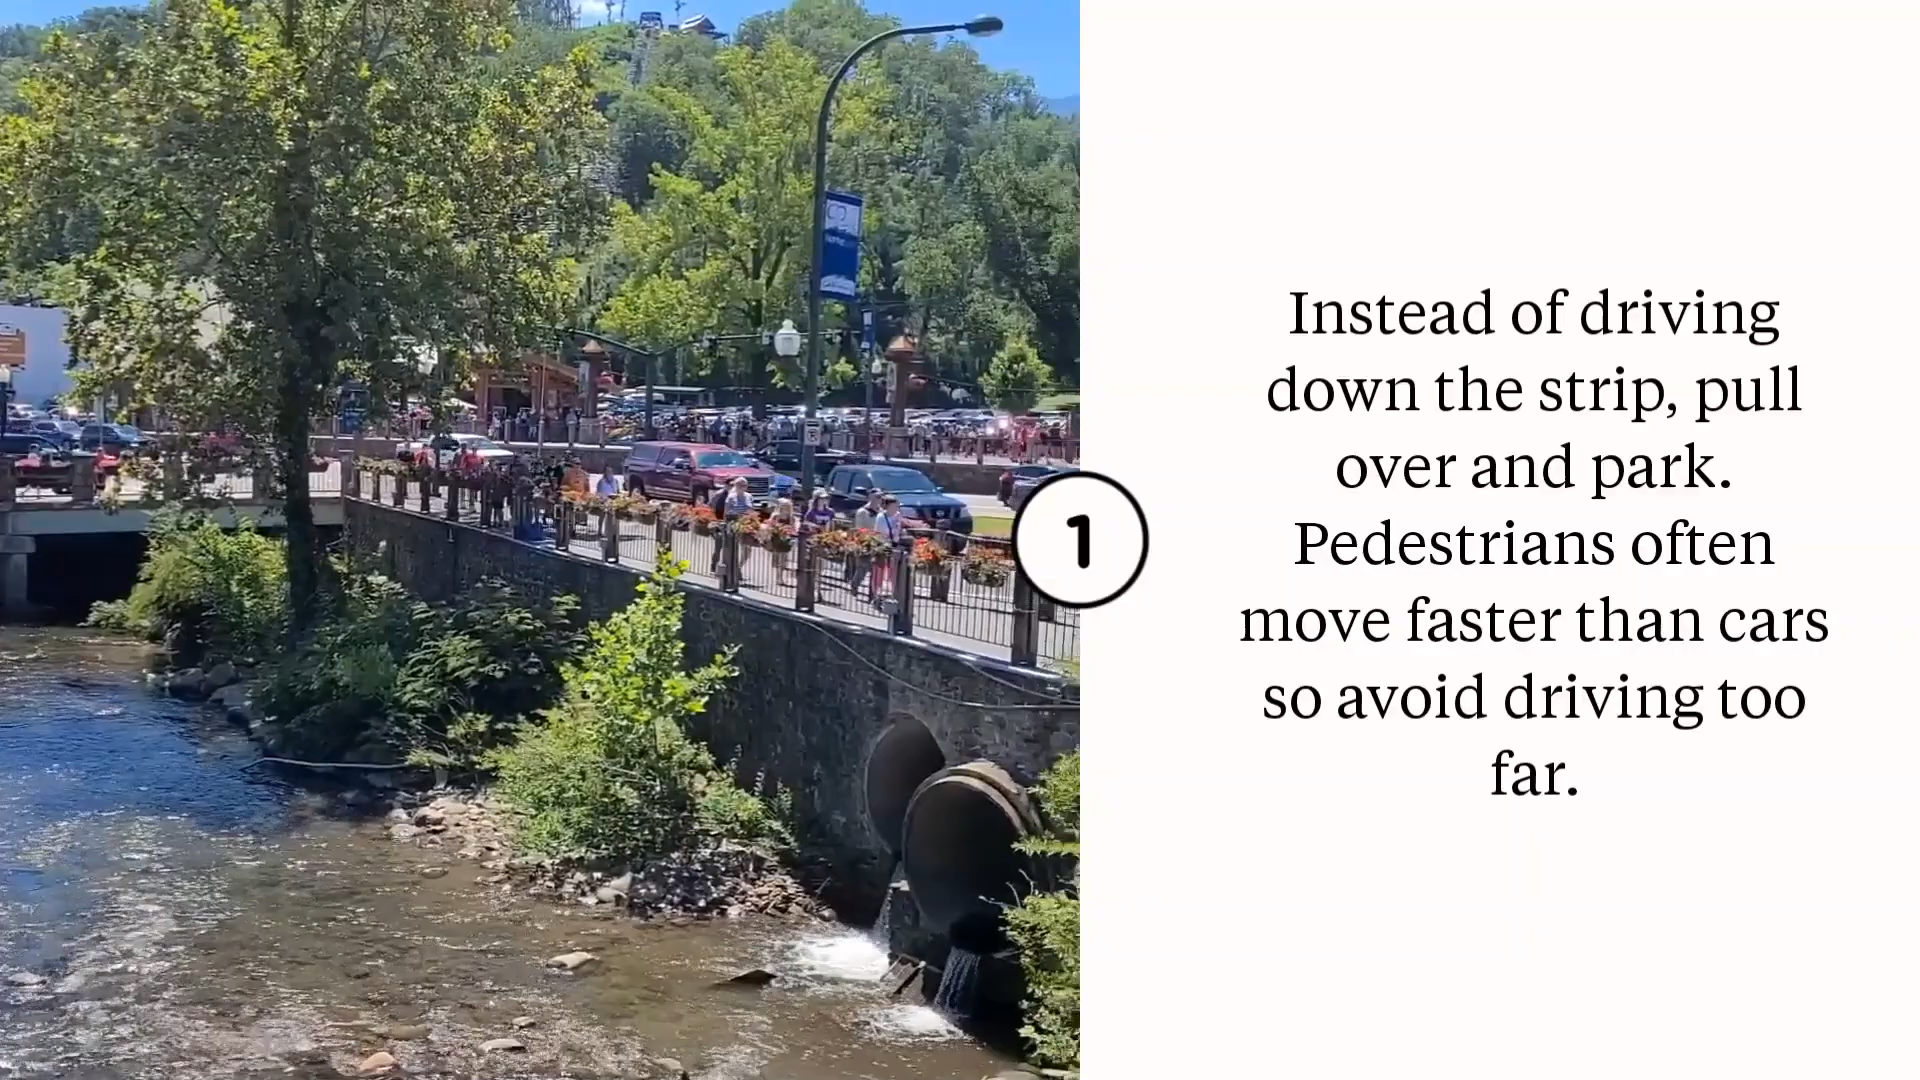 1
Instead of driving
down the strip, pull
over and park.
Pedestrians often
move faster than cars
so avoid driving too
far.